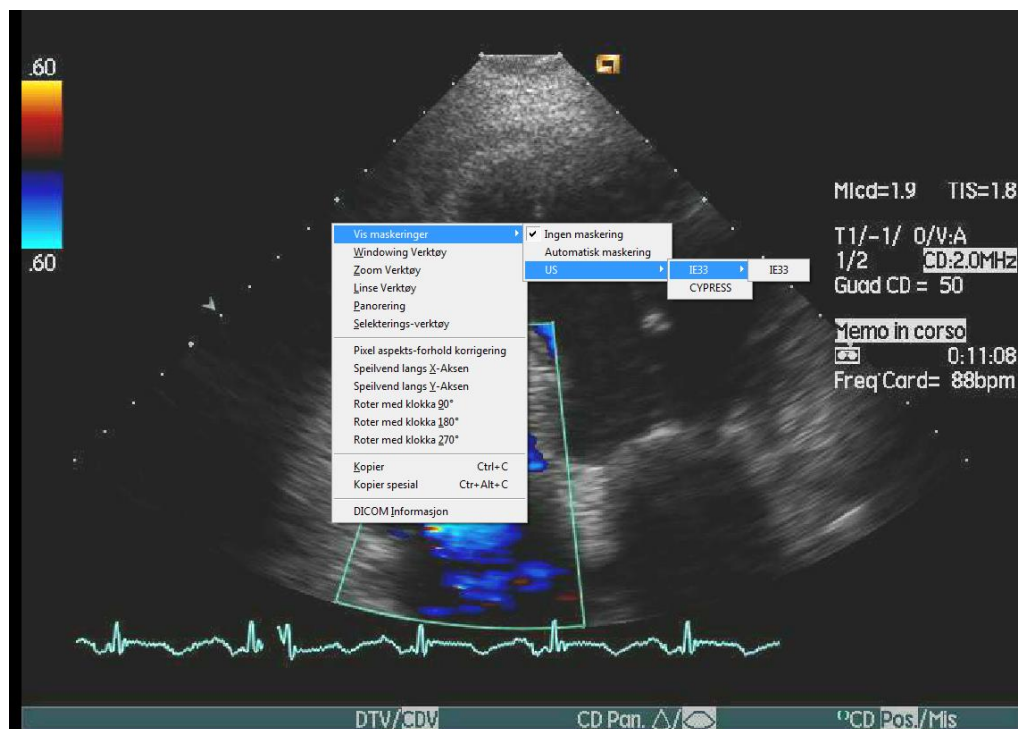 .60
.60
MIcd=1.9 TIS=1.8
T1/-1/ 0/V:A
1/2 CD:2.0MHz
Guad CD = 50
Memo in corso
0:11:08
Freq.Card= 88bpm
Vis maskeringer
Windowing Verktøy
Zoom Verktøy
Linse Verktøy
Panorering
Selekterings-verktøy
Pixel aspekts-forhold korrigering
Speilvend langs X-Aksen
Speilvend langs Y-Aksen
Roter med klokka 90°
Roter med klokka 180°
Roter med klokka 270°
Kopier Ctrl+C
Kopier spesial Ctr+Alt+C
DICOM Informasjon
Ingen maskering
Automatisk maskering
US
IE33
CYPRESS
IE33
DTV/CDV CD Pan. CD Pos./Mis